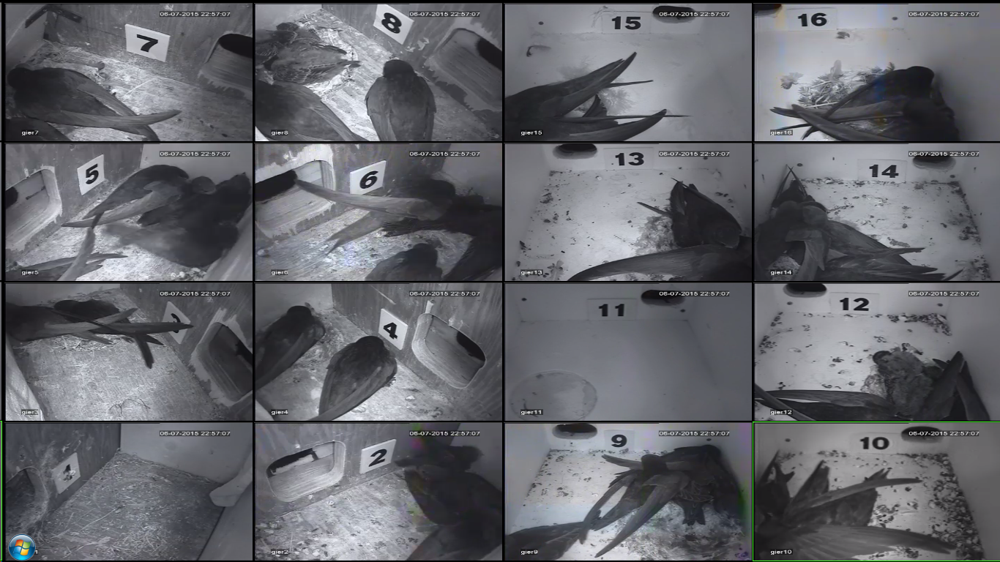 7 06-07-2015 22:57:07
gier7
8 06-07-2015 22:57:07
gier8
15 06-07-2015 22:57:07
gier15
16 06-07-2015 22:57:07
gier16
5 06-07-2015 22:57:07
gier5
6 06-07-2015 22:57:07
gier6
13 06-07-2015 22:57:07
gier13
14 06-07-2015 22:57:07
gier14
06-07-2015 22:57:07
gier3
4 06-07-2015 22:57:07
gier4
11 06-07-2015 22:57:07
gier11
12 06-07-2015 22:57:07
gier12
06-07-2015 22:57:07
2 06-07-2015 22:57:07
gier2
9 06-07-2015 22:57:07
gier9
10 06-07-2015 22:57:07
gier10